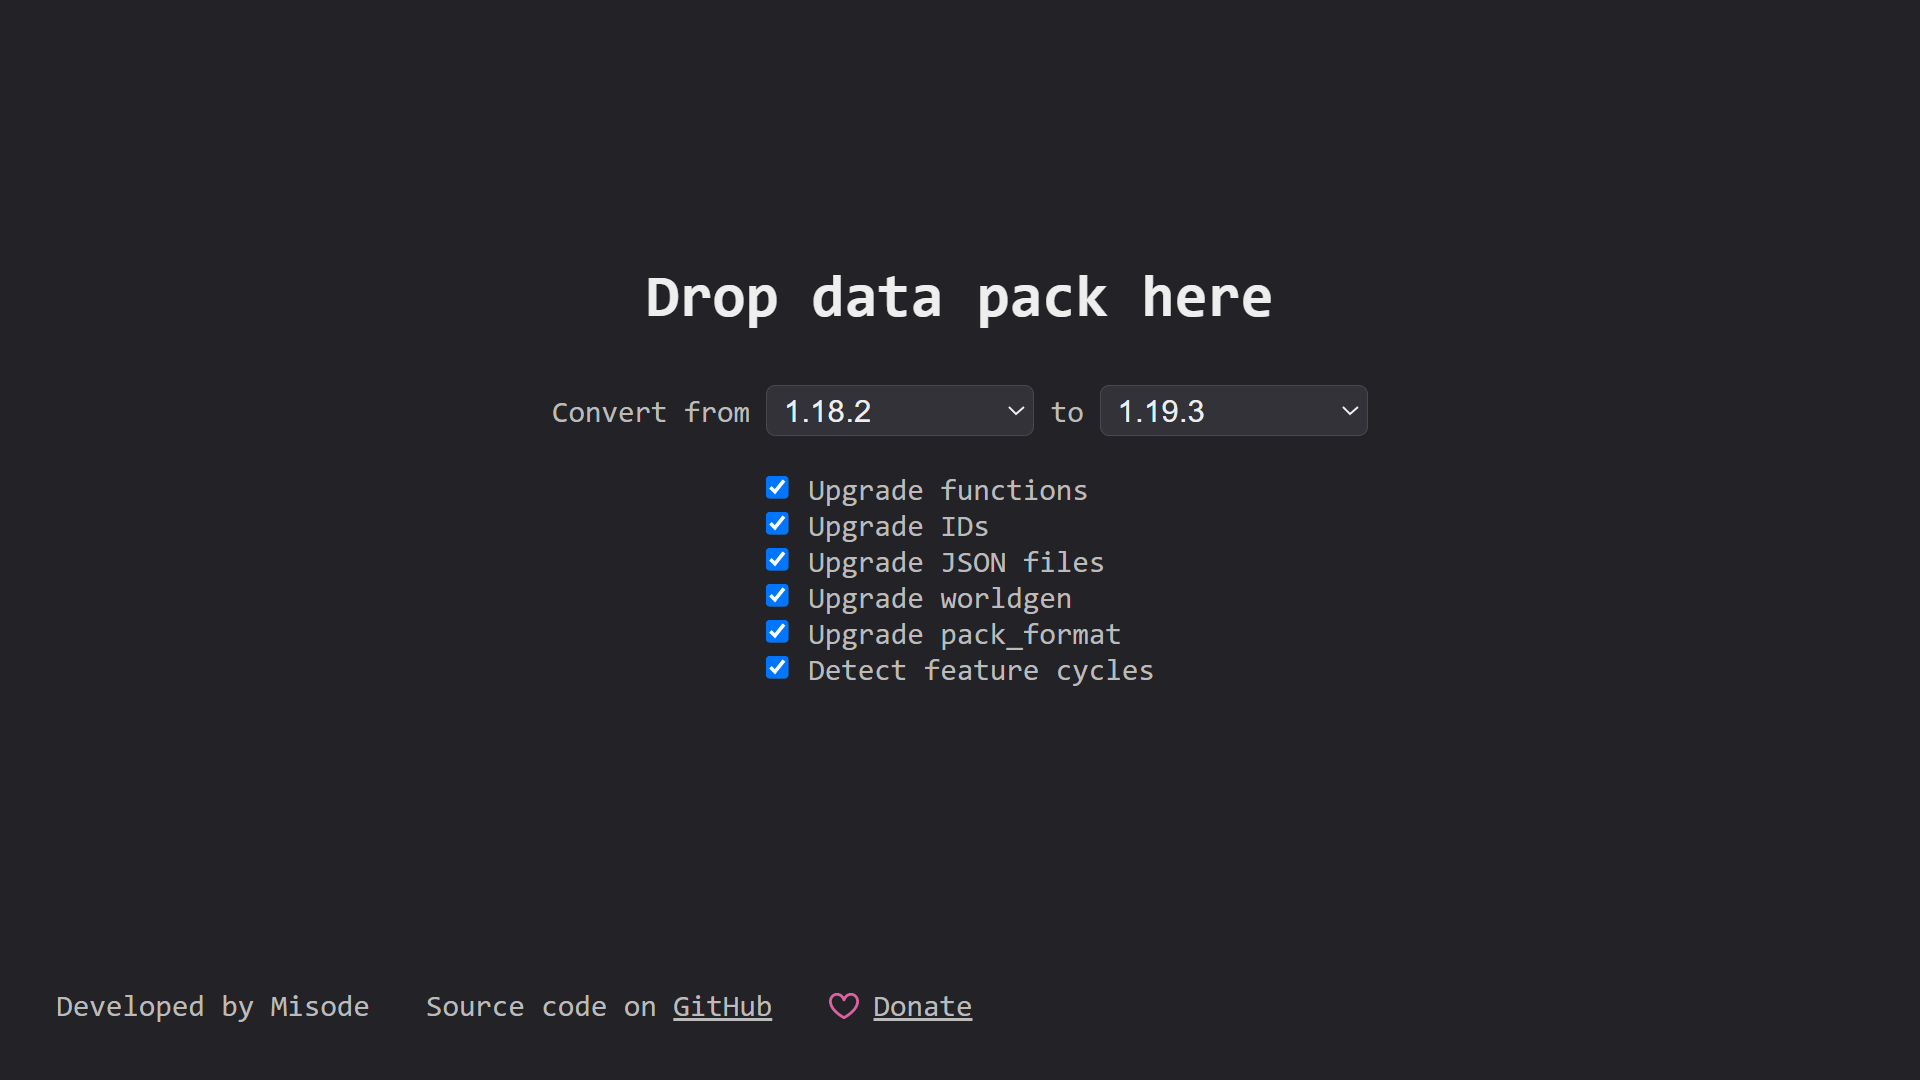 Drop data pack here
Convert from 1.18.2 to 1.19.3
Upgrade functions
Upgrade IDs
Upgrade JSON files
Upgrade worldgen
Upgrade pack_format
Detect feature cycles
Developed by Misode Source code on GitHub Donate